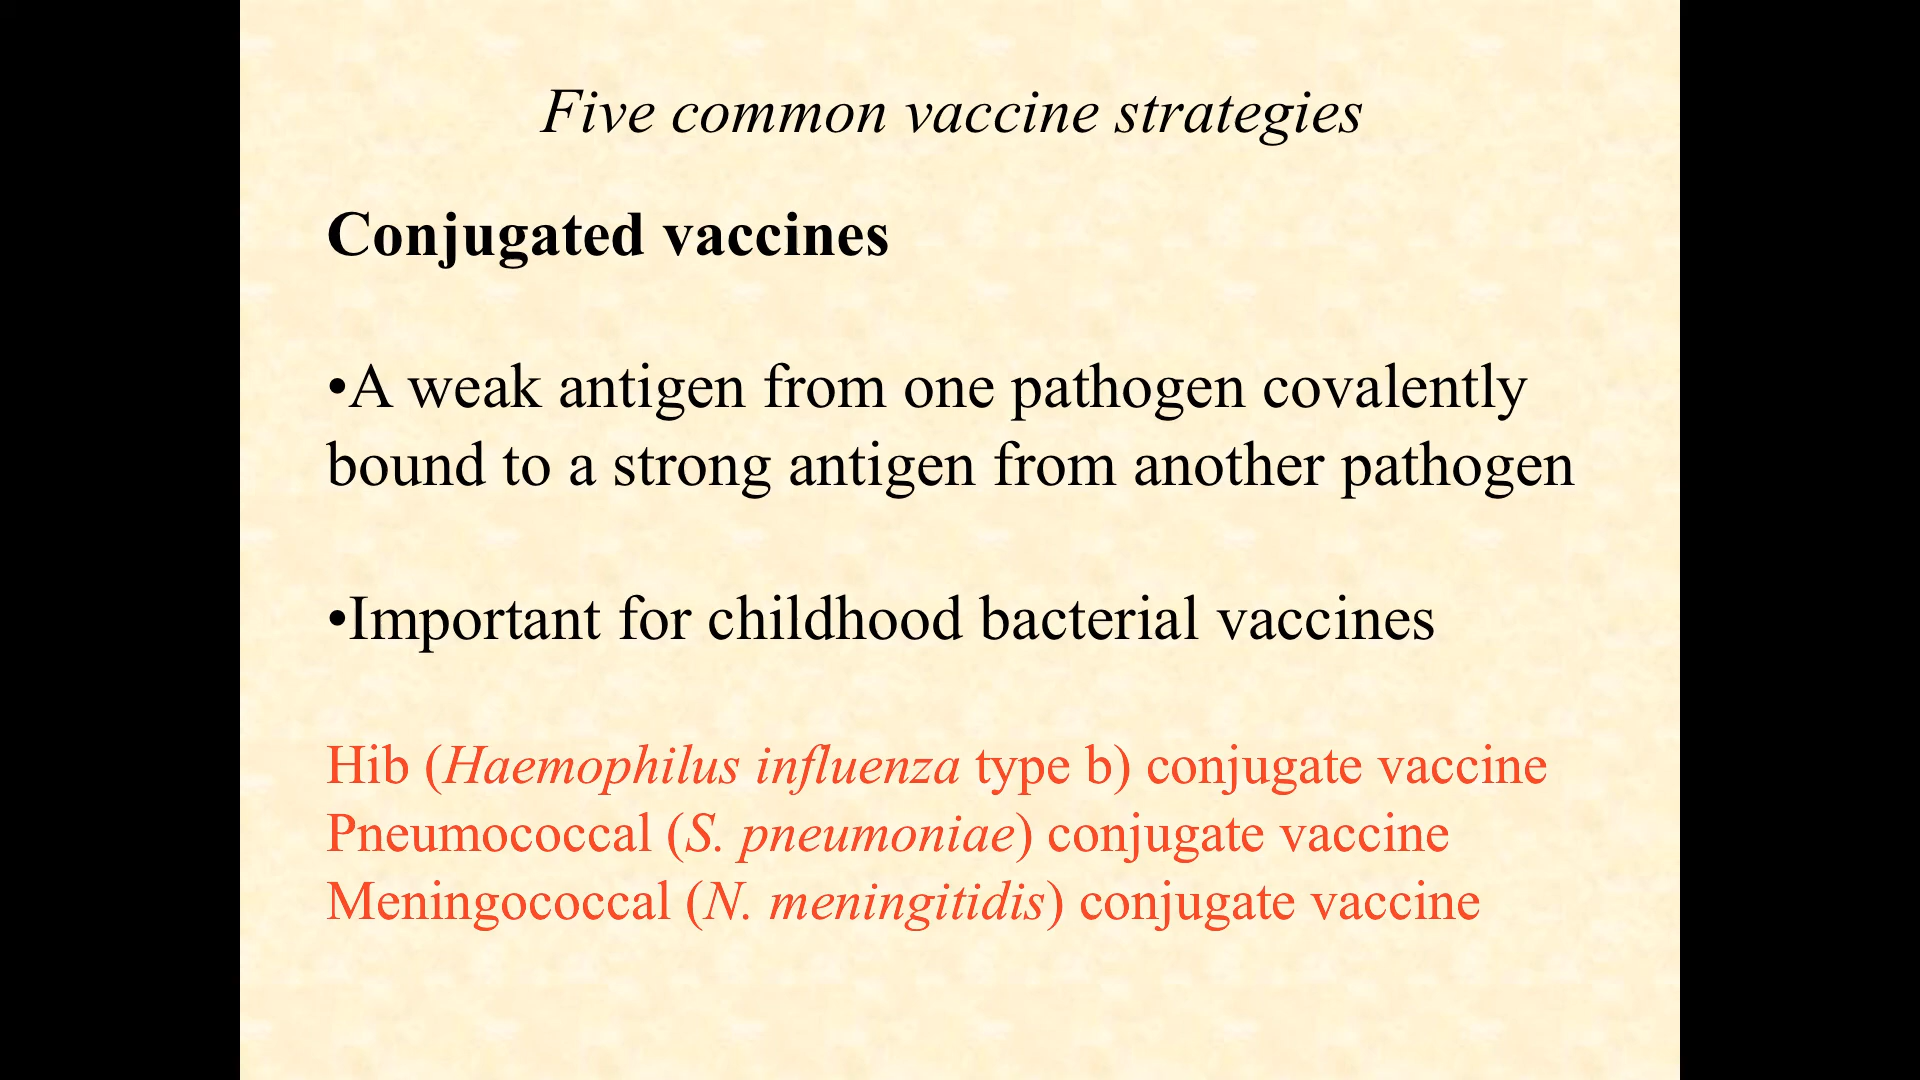 Five common vaccine strategies
Conjugated vaccines
•A weak antigen from one pathogen covalently
bound to a strong antigen from another pathogen
•Important for childhood bacterial vaccines
Hib (Haemophilus influenza type b) conjugate vaccine
Pneumococcal (S. pneumoniae) conjugate vaccine
Meningococcal (N. meningitidis) conjugate vaccine